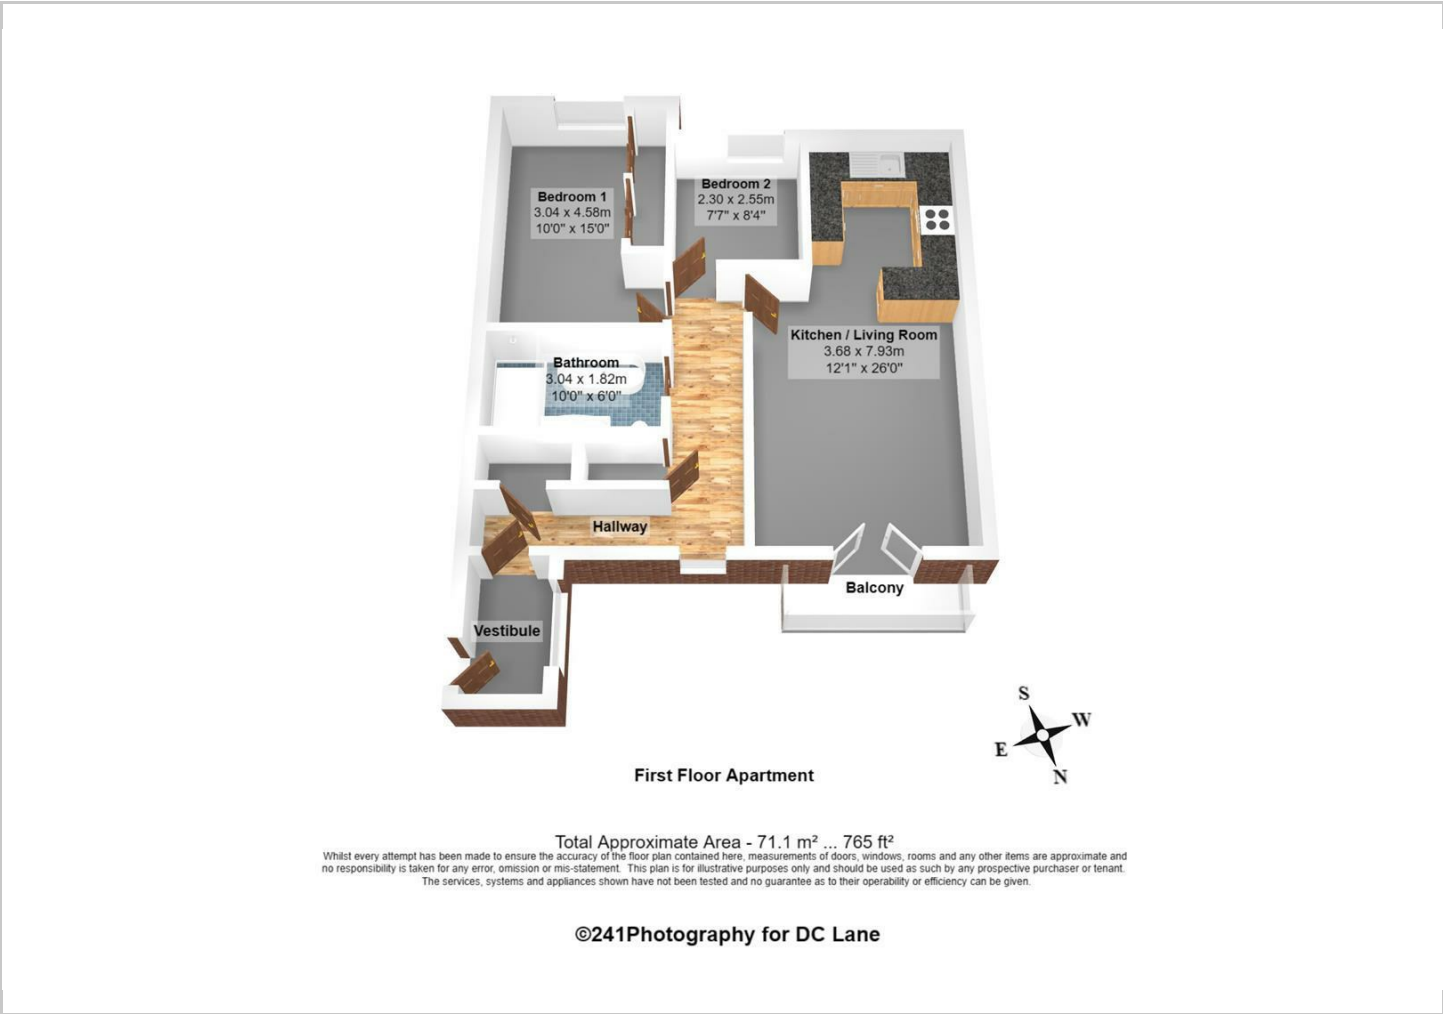 Bedroom 1
3.04 x 4.58m
10'0" x 15'0"
Bedroom 2
2.30 x 2.55m
7'7" x 8'4"
Kitchen / Living Room
3.68 x 7.93m
12'1" x 26'0"
Bathroom
3.04 x 1.82m
10'0" x 6'0"
Hallway
Balcony
Vestibule
S
W
E
N
First Floor Apartment
Total Approximate Area - 71.1 m² ... 765 ft²
Whilst every attempt has been made to ensure the accuracy of the floor plan contained here, measurements of doors, windows, rooms and any other items are approximate and
no responsibility is taken for any error, omission or mis-statement. This plan is for illustrative purposes only and should be used as such by any prospective purchaser or tenant.
The services, systems and appliances shown have not been tested and no guarantee as to their operability or efficiency can be given.
©241Photography for DC Lane